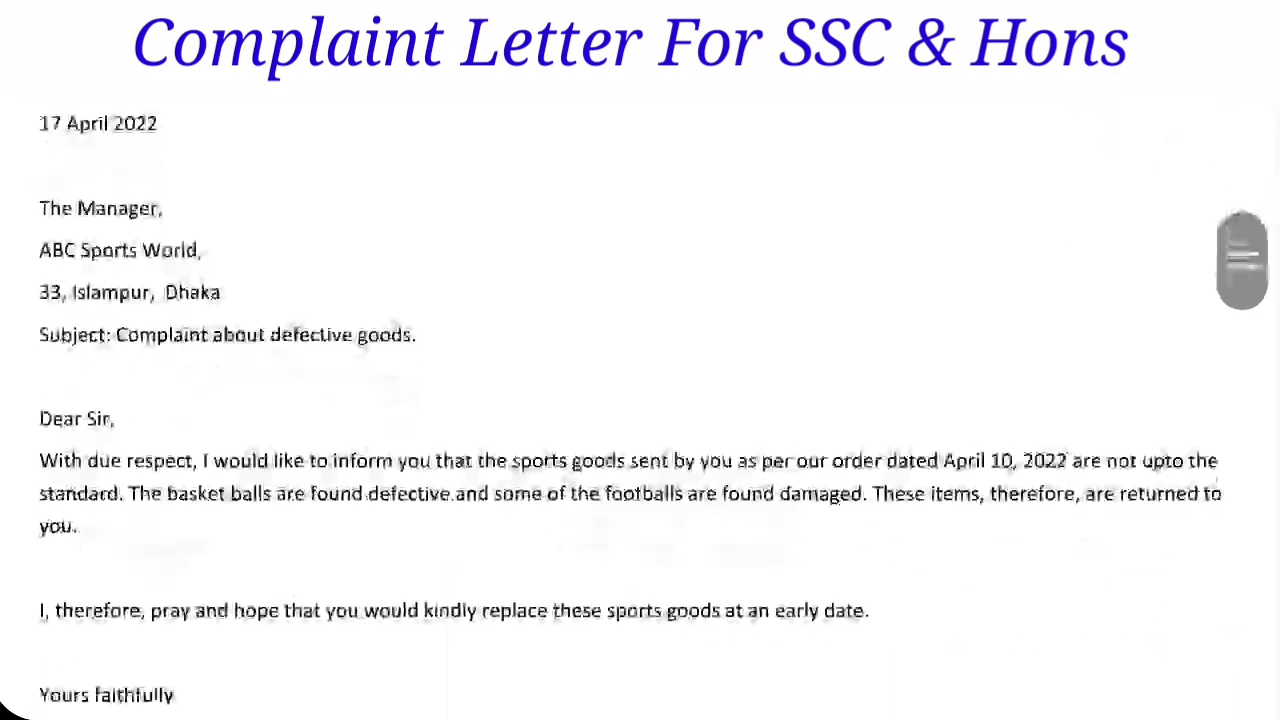 Complaint Letter For SSC & Hons
17 April 2022
The Manager,
ABC Sports World,
33, Islampur, Dhaka
Subject: Complaint about defective goods.
Dear Sir,
With due respect, I would like to inform you that the sports goods sent by you as per our order dated April 10, 2022 are not upto the
standard. The basket balls are found defective and some of the footballs are found damaged. These items, therefore, are returned to
you.
I, therefore, pray and hope that you would kindly replace these sports goods at an early date.
Yours faithfully